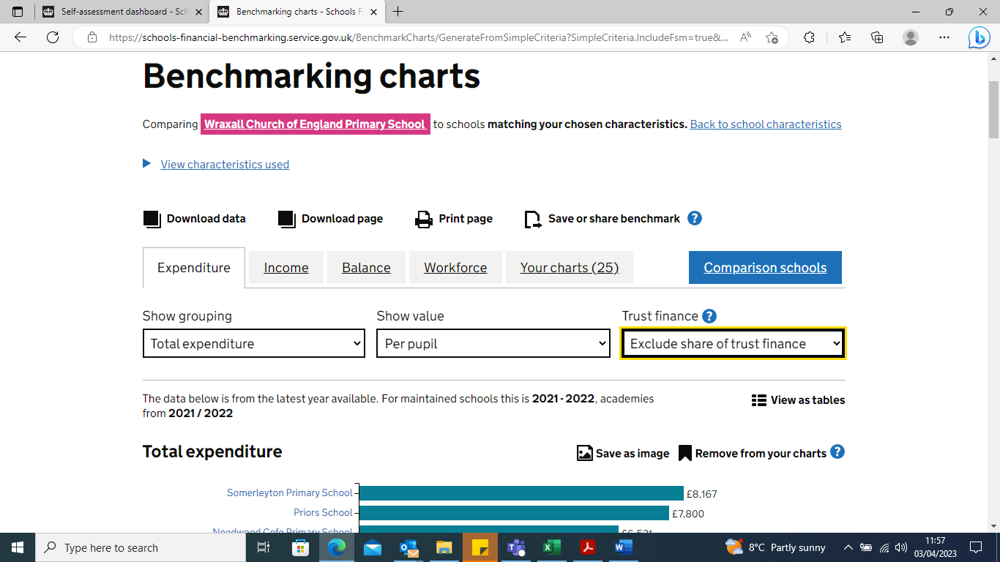 Self-assessment dashboard - Sch
Benchmarking charts - Schools Fi
https://schools-financial-benchmarking.service.gov.uk/BenchmarkCharts/GenerateFromSimpleCriteria?SimpleCriteria.IncludeFsm=true&...
Benchmarking charts
Comparing Wraxall Church of England Primary School to schools matching your chosen characteristics. Back to school characteristics
View characteristics used
Download data Download page Print page Save or share benchmark ?
Expenditure Income Balance Workforce Your charts (25) Comparison schools
Show grouping Show value Trust finance ?
Total expenditure Per pupil Exclude share of trust finance
The data below is from the latest year available. For maintained schools this is 2021 - 2022, academies
from 2021 / 2022
View as tables
Total expenditure Save as image Remove from your charts ?
Somerleyton Primary School £8,167
Priors School £7,800
Needwood Cofe Primary School £6,521
Type here to search
8°C Partly sunny
11:57
03/04/2023